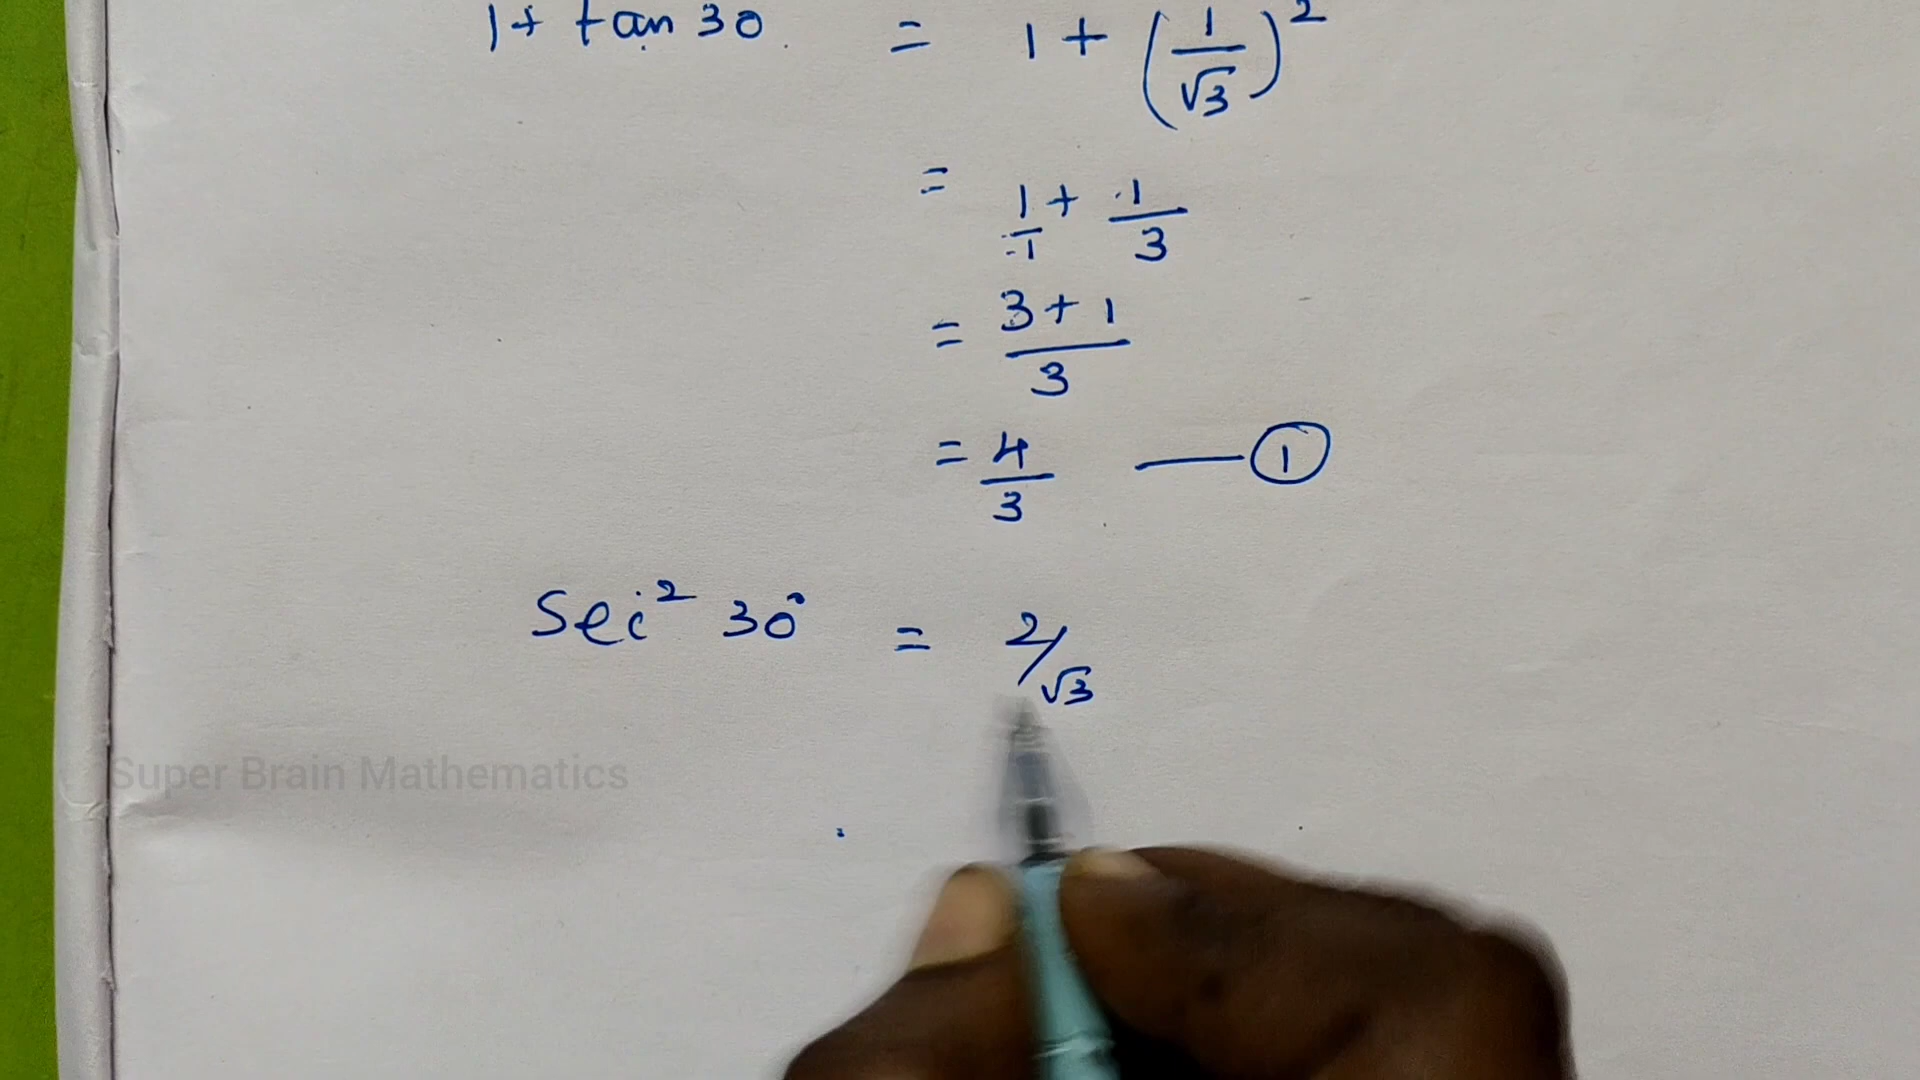 1 + tan 30 = 1 + (1/√3)²
= 1/1 + 1/3
= 3+1/3
= 4/3 — ①
Sec² 30° = 2/√3
Super Brain Mathematics